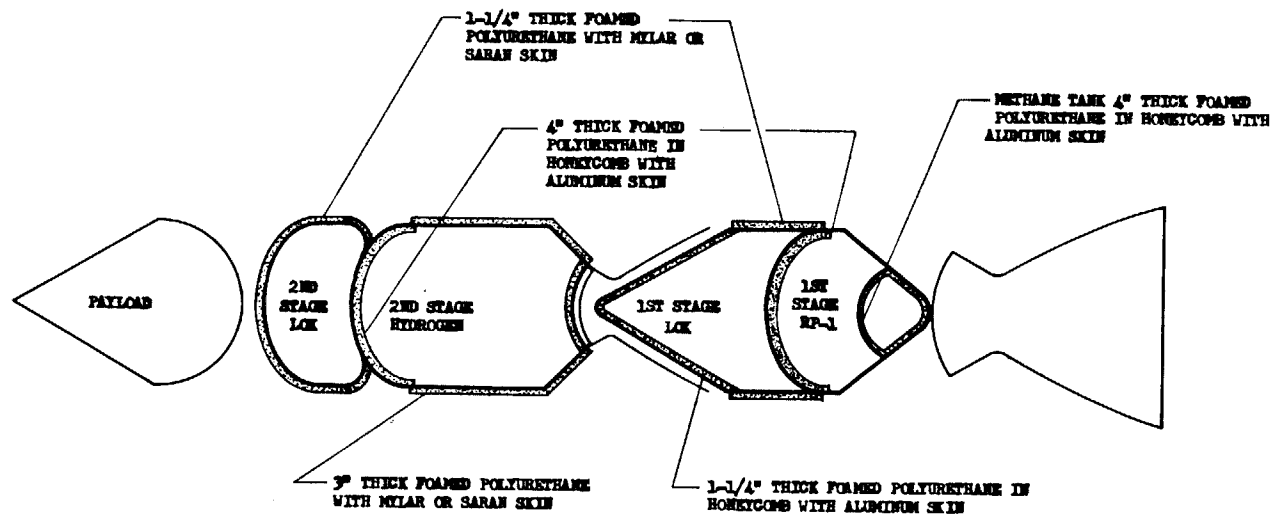 1-1/4" THICK FOAMED
POLYURETHANE WITH MYLAR OR
SARAN SKIN
METHANE TANK 4" THICK FOAMED
POLYURETHANE IN HONEYCOMB WITH
ALUMINUM SKIN
4" THICK FOAMED
POLYURETHANE IN
HONEYCOMB WITH
ALUMINUM SKIN
PAYLOAD
2ND
STAGE
LOX
2ND STAGE
HYDROGEN
1ST STAGE
LOX
1ST
STAGE
RP-1
3" THICK FOAMED POLYURETHANE
WITH MYLAR OR SARAN SKIN
1-1/4" THICK FOAMED POLYURETHANE IN
HONEYCOMB WITH ALUMINUM SKIN